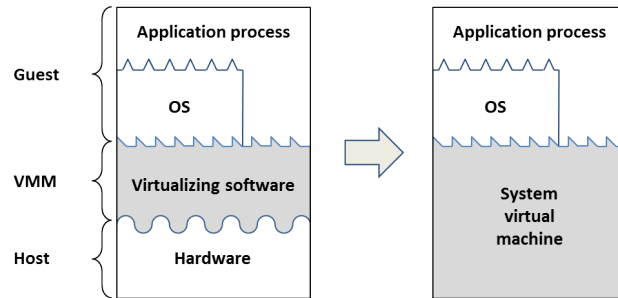 Application process
Guest
OS
VMM
Virtualizing software
Host
Hardware
Application process
OS
System
virtual
machine